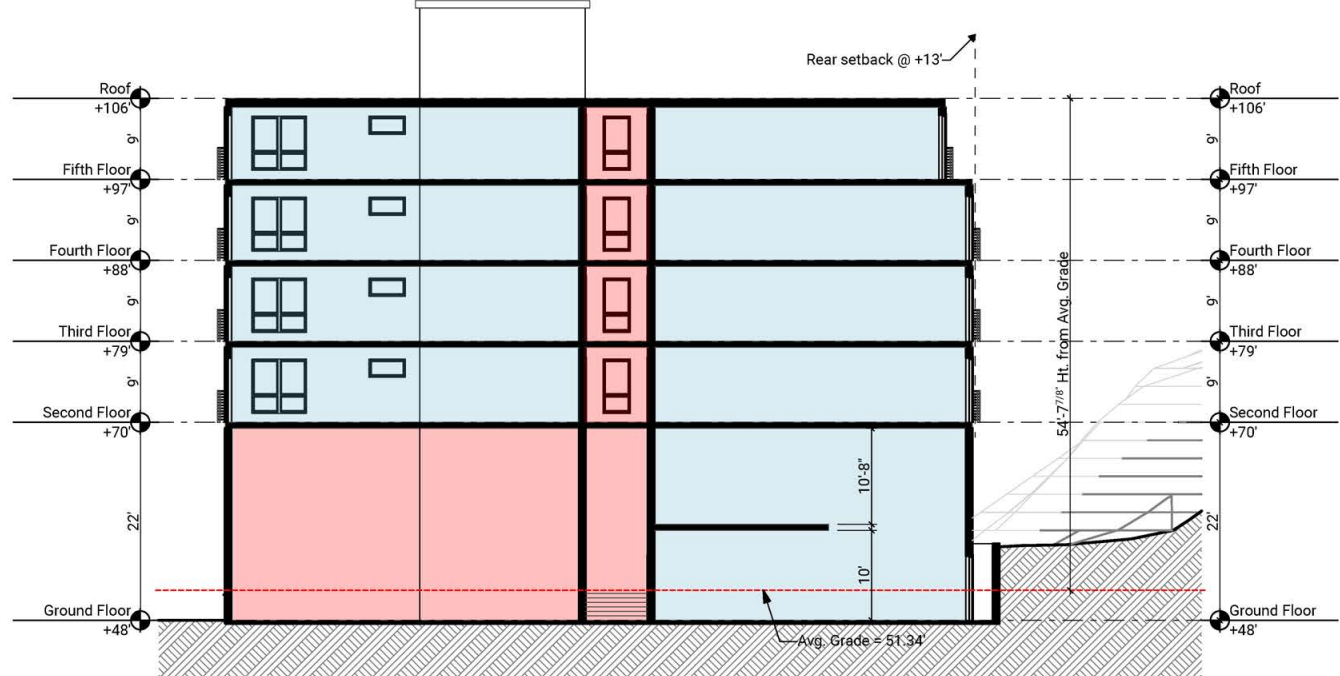 Rear setback @ +13'
Roof
+106'
9'
Fifth Floor
+97'
9'
Fourth Floor
+88'
9'
Third Floor
+79'
9'
Second Floor
+70'
22'
Ground Floor
+48'
10'-8"
10'
Avg. Grade = 51.34'
54'-7 7/8" Ht. from Avg. Grade
Roof
+106'
9'
Fifth Floor
+97'
9'
Fourth Floor
+88'
9'
Third Floor
+79'
9'
Second Floor
+70'
22'
Ground Floor
+48'